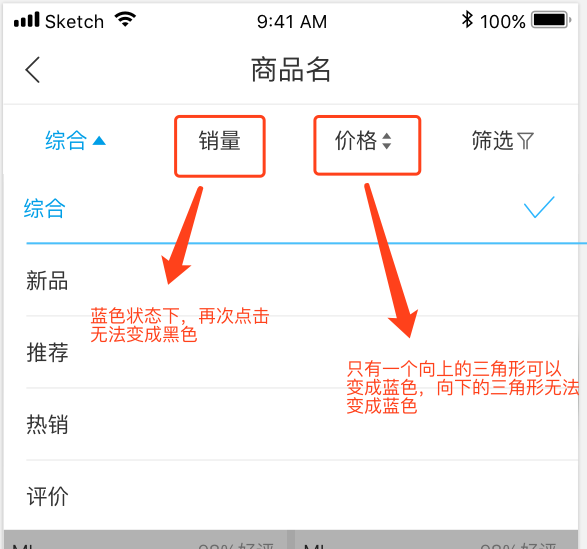 Sketch 9:41 AM 100%
商品名
综合 销量 价格 筛选
综合
新品
蓝色状态下，再次点击
无法变成黑色
推荐
只有一个向上的三角形可以
变成蓝色，向下的三角形无法
变成蓝色
热销
评价